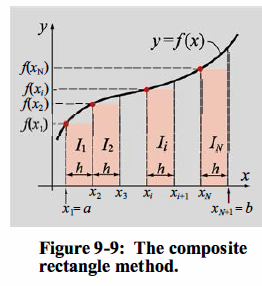 y
y=f(x)
f(x_N)
f(x_i)
f(x_2)
f(x_1)
I_1 I_2 I_i I_N
h h h h
x
x_2 x_3 x_i x_{i+1} x_N
x_1=a x_{N+1}=b
Figure 9-9: The composite
rectangle method.